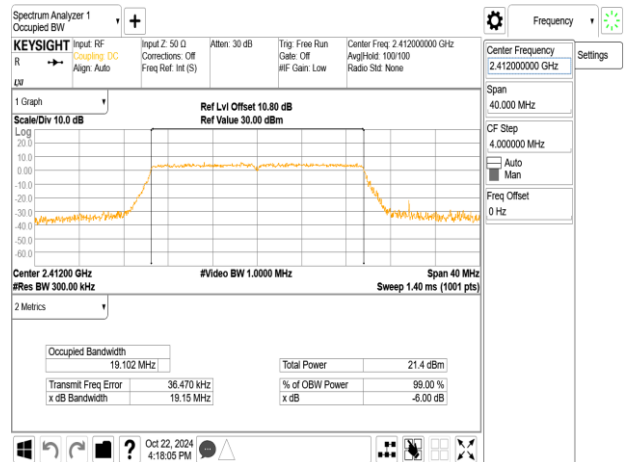 Spectrum Analyzer 1
Occupied BW
Frequency
KEYSIGHT
R
LXI
Input: RF
Coupling: DC
Align: Auto
Input Z: 50 Ω
Corrections: Off
Freq Ref: Int (S)
Atten: 30 dB
Trig: Free Run
Gate: Off
#IF Gain: Low
Center Freq: 2.412000000 GHz
Avg|Hold: 100/100
Radio Std: None
Center Frequency
2.412000000 GHz
Settings
Span
40.000 MHz
CF Step
4.000000 MHz
Auto
Man
Freq Offset
0 Hz
1 Graph
Scale/Div 10.0 dB
Ref Lvl Offset 10.80 dB
Ref Value 30.00 dBm
Log
20.0
10.0
0.00
-10.0
-20.0
-30.0
-40.0
-50.0
-60.0
Center 2.41200 GHz
#Video BW 1.0000 MHz
Span 40 MHz
#Res BW 300.00 kHz
Sweep 1.40 ms (1001 pts)
2 Metrics
Occupied Bandwidth
19.102 MHz
Total Power 21.4 dBm
Transmit Freq Error 36.470 kHz
% of OBW Power 99.00 %
x dB Bandwidth 19.15 MHz
x dB -6.00 dB
?
Oct 22, 2024
4:18:05 PM